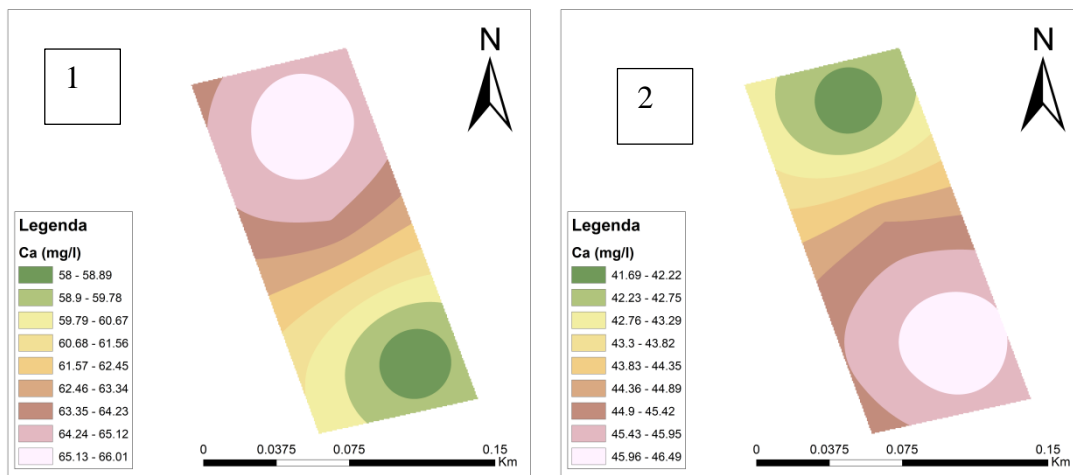 1
N
Legenda
Ca (mg/l)
58 - 58.89
58.9 - 59.78
59.79 - 60.67
60.68 - 61.56
61.57 - 62.45
62.46 - 63.34
63.35 - 64.23
64.24 - 65.12
65.13 - 66.01
0 0.0375 0.075 0.15
Km
2
N
Legenda
Ca (mg/l)
41.69 - 42.22
42.23 - 42.75
42.76 - 43.29
43.3 - 43.82
43.83 - 44.35
44.36 - 44.89
44.9 - 45.42
45.43 - 45.95
45.96 - 46.49
0 0.0375 0.075 0.15
Km